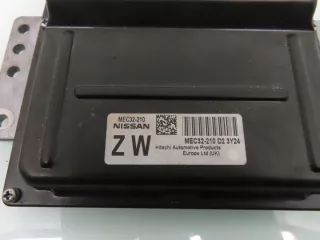 MEC32-210
NISSAN
ZW
MEC32-210 D2 3Y24
Hitachi Automotive Products
Europe Ltd (UK)